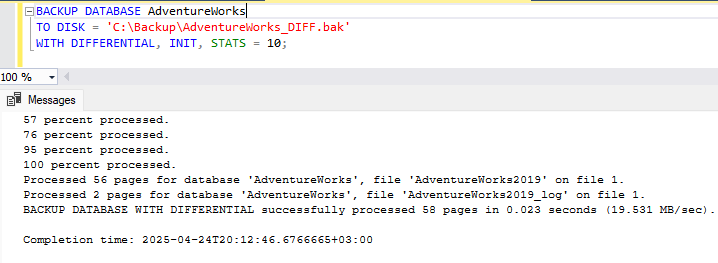 BACKUP DATABASE AdventureWorks
TO DISK = 'C:\Backup\AdventureWorks_DIFF.bak'
WITH DIFFERENTIAL, INIT, STATS = 10;
100 %
Messages
57 percent processed.
76 percent processed.
95 percent processed.
100 percent processed.
Processed 56 pages for database 'AdventureWorks', file 'AdventureWorks2019' on file 1.
Processed 2 pages for database 'AdventureWorks', file 'AdventureWorks2019_log' on file 1.
BACKUP DATABASE WITH DIFFERENTIAL successfully processed 58 pages in 0.023 seconds (19.531 MB/sec).
Completion time: 2025-04-24T20:12:46.6766665+03:00